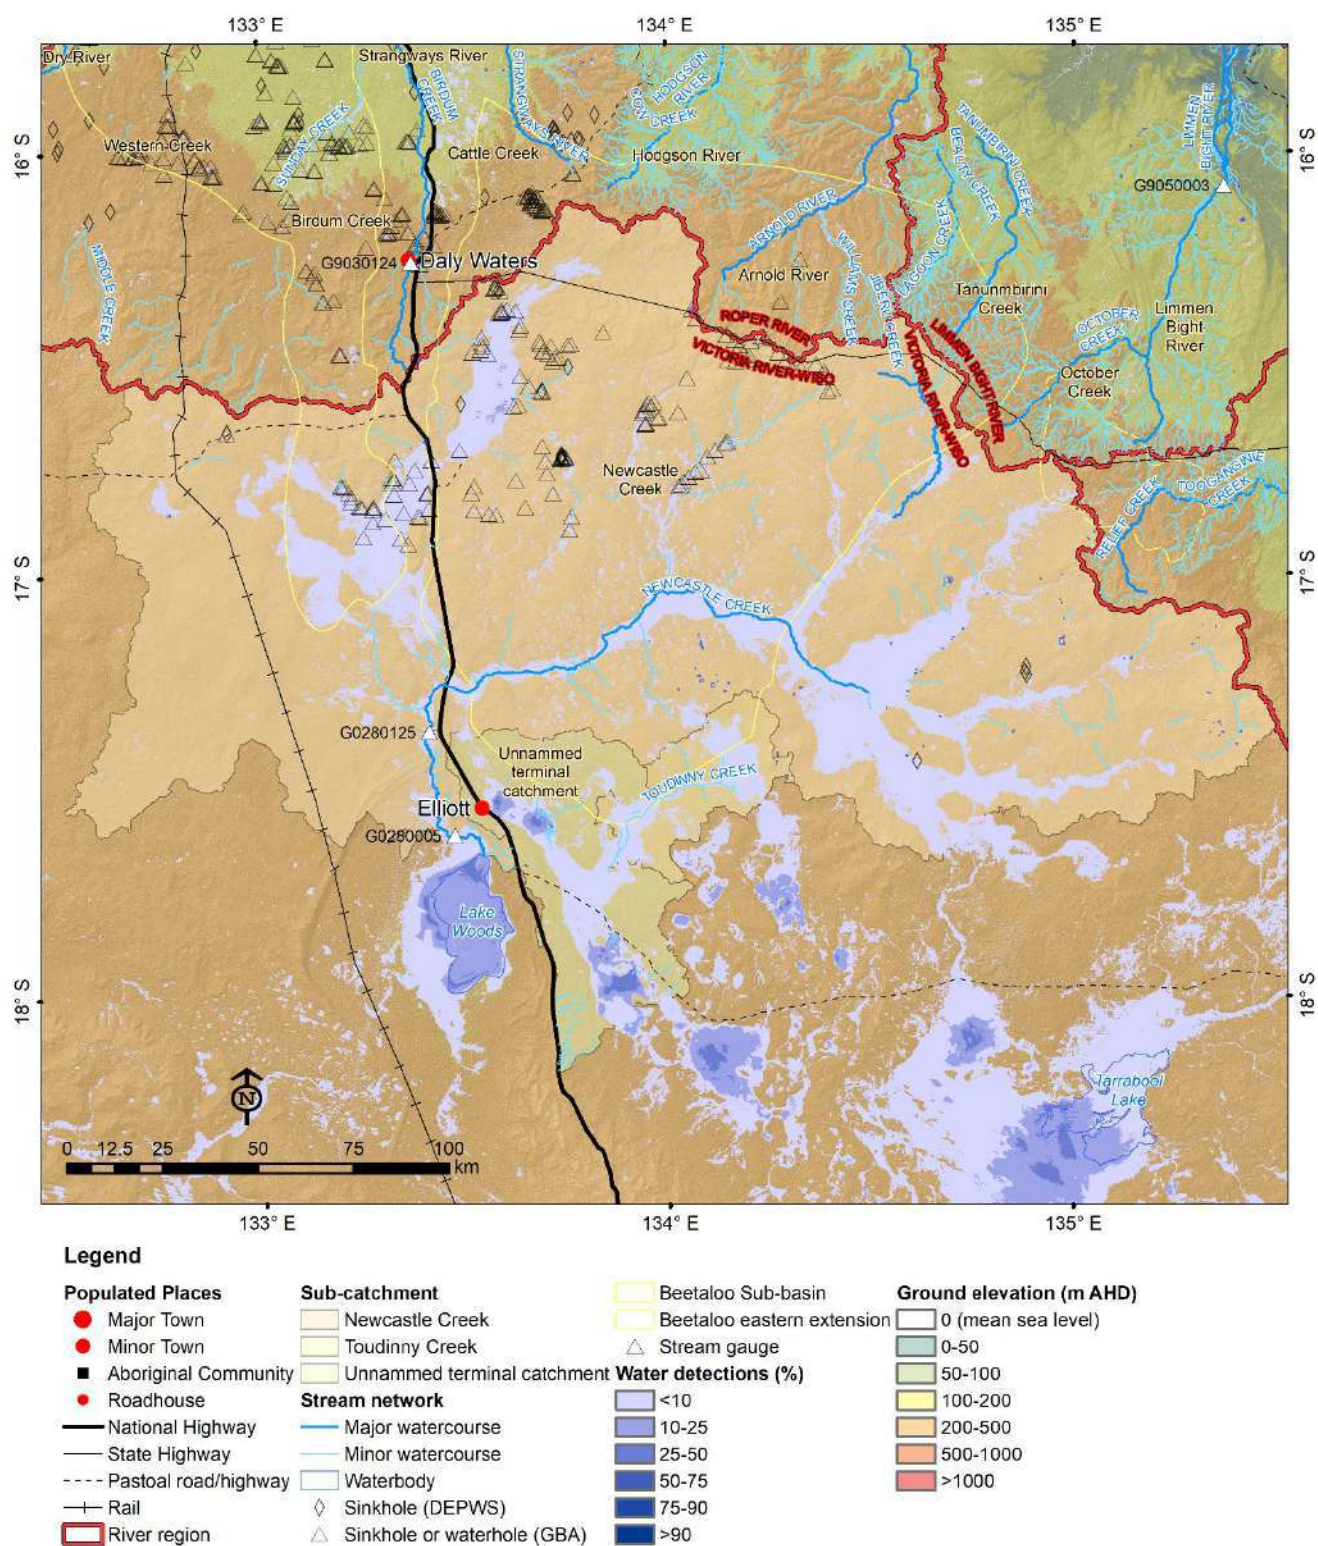 133° E
134° E
135° E
Dry River
Strangways River
BIRDUM
CREEK
STRANGWAYS RIVER
COW CREEK
HODGSON
RIVER
TANUMBIRINI CREEK
BEAUTY CREEK
LIMMEN
BIGHT RIVER
16° S
16° S
Western Creek
SUNDAY CREEK
Cattle Creek
Hodgson River
G9050003
Birdum Creek
ARNOLD RIVER
LAGOON CREEK
MIDDLE CREEK
G9030124
Daly Waters
WILLIAMS CREEK
Arnold River
JIBERU CREEK
Tanunmbirini
Creek
Limmen
Bight
River
ROPER RIVER
VICTORIA RIVER-WISO
LIMMEN BIGHT RIVER
VICTORIA RIVER-WISO
OCTOBER
CREEK
October
Creek
Newcastle
Creek
TOOGANGINIE
CREEK
RELIEF CREEK
17° S
17° S
NEWCASTLE CREEK
G0280125
Unnammed
terminal
catchment
TOUDINNY CREEK
Elliott
G0280005
Lake
Woods
18° S
18° S
Tarrabool
Lake
N
0 12.5 25 50 75 100
km
133° E
134° E
135° E
Legend
Populated Places
Major Town
Minor Town
Aboriginal Community
Roadhouse
National Highway
State Highway
Pastoal road/highway
Rail
River region
Sub-catchment
Newcastle Creek
Toudinny Creek
Unnammed terminal catchment
Stream network
Major watercourse
Minor watercourse
Waterbody
Sinkhole (DEPWS)
Sinkhole or waterhole (GBA)
Beetaloo Sub-basin
Beetaloo eastern extension
Stream gauge
Water detections (%)
<10
10-25
25-50
50-75
75-90
>90
Ground elevation (m AHD)
0 (mean sea level)
0-50
50-100
100-200
200-500
500-1000
>1000